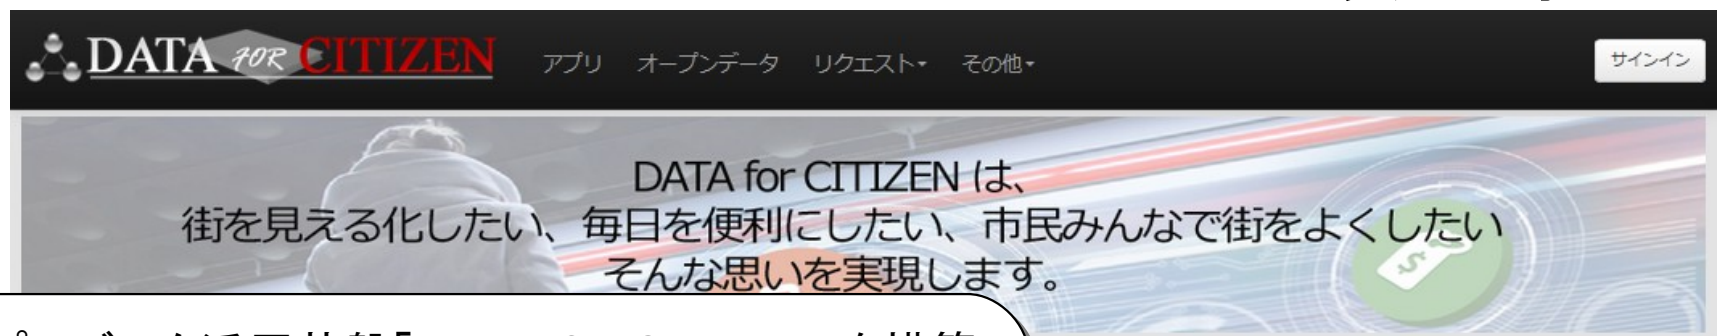 DATA FOR CITIZEN アプリ オープンデータ リクエスト▾ その他▾ サインイン
DATA for CITIZEN は、
街を見える化したい、毎日を便利にしたい、市民みんなで街をよくしたい
そんな思いを実現します。